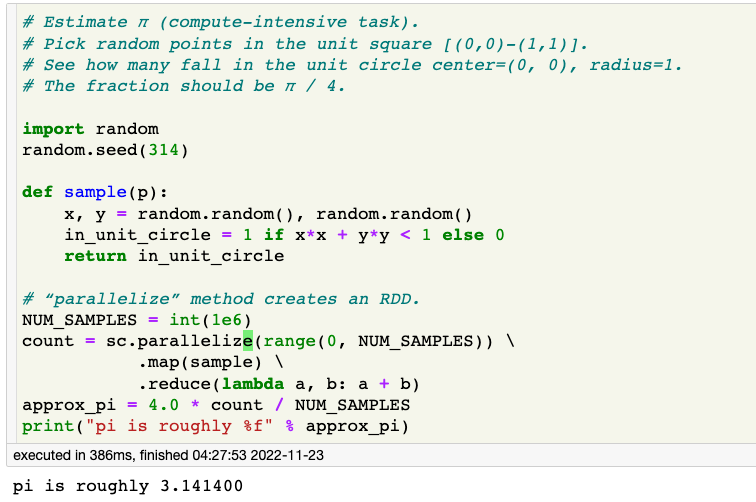 # Estimate π (compute-intensive task).
# Pick random points in the unit square [(0,0)-(1,1)].
# See how many fall in the unit circle center=(0, 0), radius=1.
# The fraction should be π / 4.

import random
random.seed(314)

def sample(p):
    x, y = random.random(), random.random()
    in_unit_circle = 1 if x*x + y*y < 1 else 0
    return in_unit_circle

# “parallelize” method creates an RDD.
NUM_SAMPLES = int(1e6)
count = sc.parallelize(range(0, NUM_SAMPLES)) \
           .map(sample) \
           .reduce(lambda a, b: a + b)
approx_pi = 4.0 * count / NUM_SAMPLES
print("pi is roughly %f" % approx_pi)
executed in 386ms, finished 04:27:53 2022-11-23
pi is roughly 3.141400